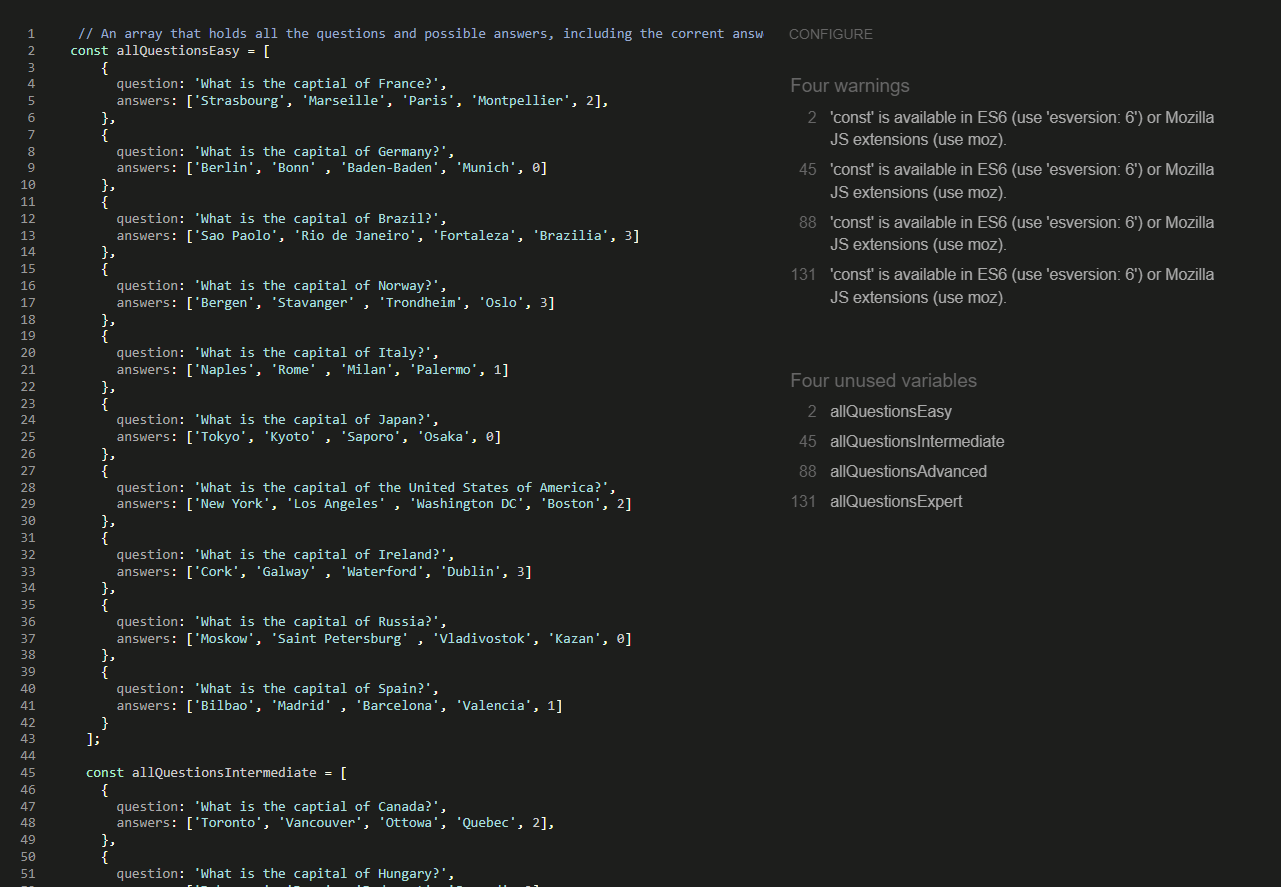 1 // An array that holds all the questions and possible answers, including the corrent answ
2 const allQuestionsEasy = [
3 {
4 question: 'What is the captial of France?',
5 answers: ['Strasbourg', 'Marseille', 'Paris', 'Montpellier', 2],
6 },
7 {
8 question: 'What is the capital of Germany?',
9 answers: ['Berlin', 'Bonn' , 'Baden-Baden', 'Munich', 0]
10 },
11 {
12 question: 'What is the capital of Brazil?',
13 answers: ['Sao Paolo', 'Rio de Janeiro', 'Fortaleza', 'Brazilia', 3]
14 },
15 {
16 question: 'What is the capital of Norway?',
17 answers: ['Bergen', 'Stavanger' , 'Trondheim', 'Oslo', 3]
18 },
19 {
20 question: 'What is the capital of Italy?',
21 answers: ['Naples', 'Rome' , 'Milan', 'Palermo', 1]
22 },
23 {
24 question: 'What is the capital of Japan?',
25 answers: ['Tokyo', 'Kyoto' , 'Saporo', 'Osaka', 0]
26 },
27 {
28 question: 'What is the capital of the United States of America?',
29 answers: ['New York', 'Los Angeles' , 'Washington DC', 'Boston', 2]
30 },
31 {
32 question: 'What is the capital of Ireland?',
33 answers: ['Cork', 'Galway' , 'Waterford', 'Dublin', 3]
34 },
35 {
36 question: 'What is the capital of Russia?',
37 answers: ['Moskow', 'Saint Petersburg' , 'Vladivostok', 'Kazan', 0]
38 },
39 {
40 question: 'What is the capital of Spain?',
41 answers: ['Bilbao', 'Madrid' , 'Barcelona', 'Valencia', 1]
42 }
43 ];
44
45 const allQuestionsIntermediate = [
46 {
47 question: 'What is the captial of Canada?',
48 answers: ['Toronto', 'Vancouver', 'Ottowa', 'Quebec', 2],
49 },
50 {
51 question: 'What is the capital of Hungary?',
CONFIGURE
Four warnings
2 'const' is available in ES6 (use 'esversion: 6') or Mozilla
JS extensions (use moz).
45 'const' is available in ES6 (use 'esversion: 6') or Mozilla
JS extensions (use moz).
88 'const' is available in ES6 (use 'esversion: 6') or Mozilla
JS extensions (use moz).
131 'const' is available in ES6 (use 'esversion: 6') or Mozilla
JS extensions (use moz).
Four unused variables
2 allQuestionsEasy
45 allQuestionsIntermediate
88 allQuestionsAdvanced
131 allQuestionsExpert